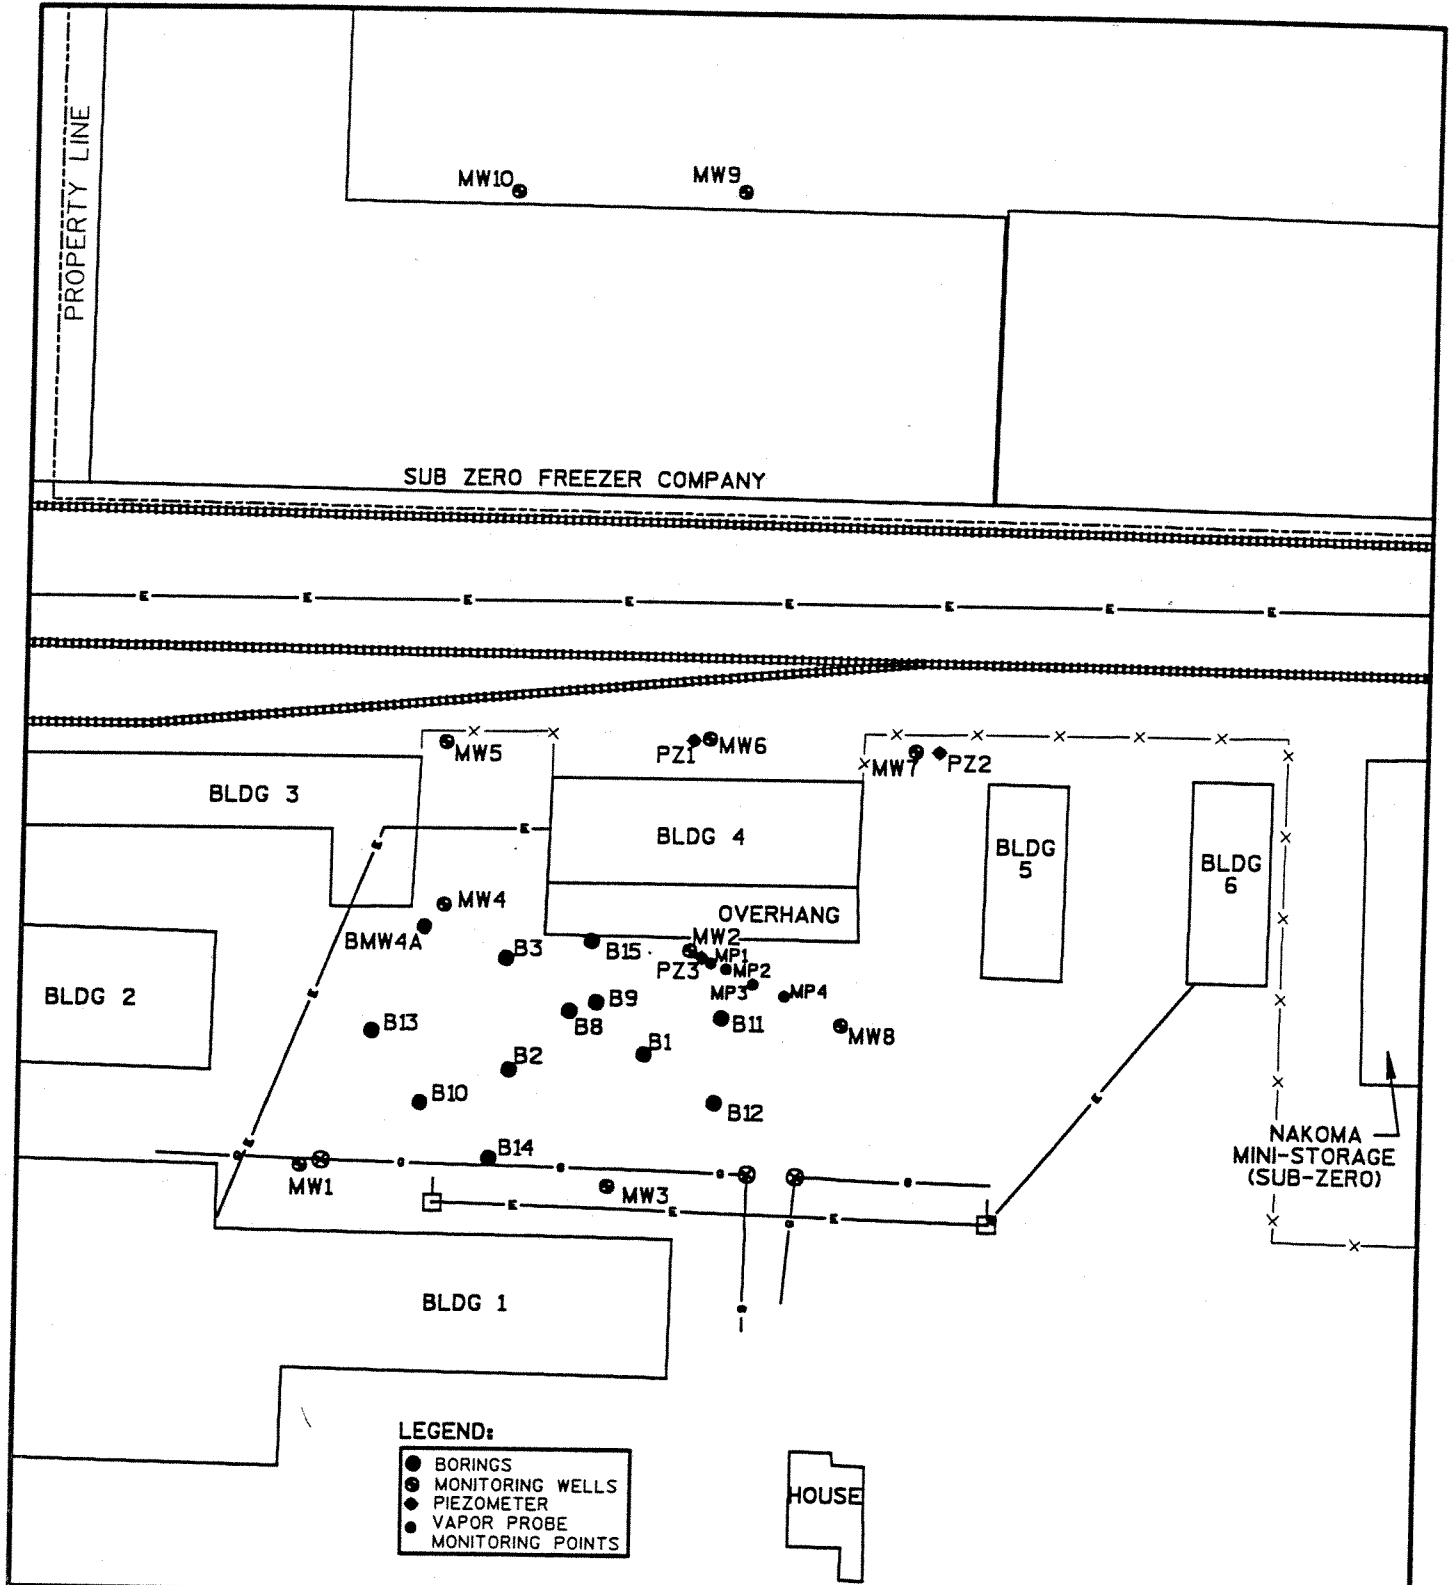 MW10
MW9
PROPERTY LINE
SUB ZERO FREEZER COMPANY
E E E E E E E E
MW5
PZ1
MW6
MW7
PZ2
BLDG 3
E
E
BLDG 4
BLDG
5
BLDG
6
MW4
OVERHANG
BMW4A
B3
B15
MW2
PZ3
MP1
MP2
MP3
MP4
BLDG 2
E
B13
B8
B9
B11
MW8
B2
B1
B10
B12
E
NAKOMA
MINI-STORAGE
(SUB-ZERO)
E
G
MW1
G
B14
G
G
G
MW3
E
E
E
G
G
BLDG 1
LEGEND:
BORINGS
MONITORING WELLS
PIEZOMETER
VAPOR PROBE
MONITORING POINTS
HOUSE